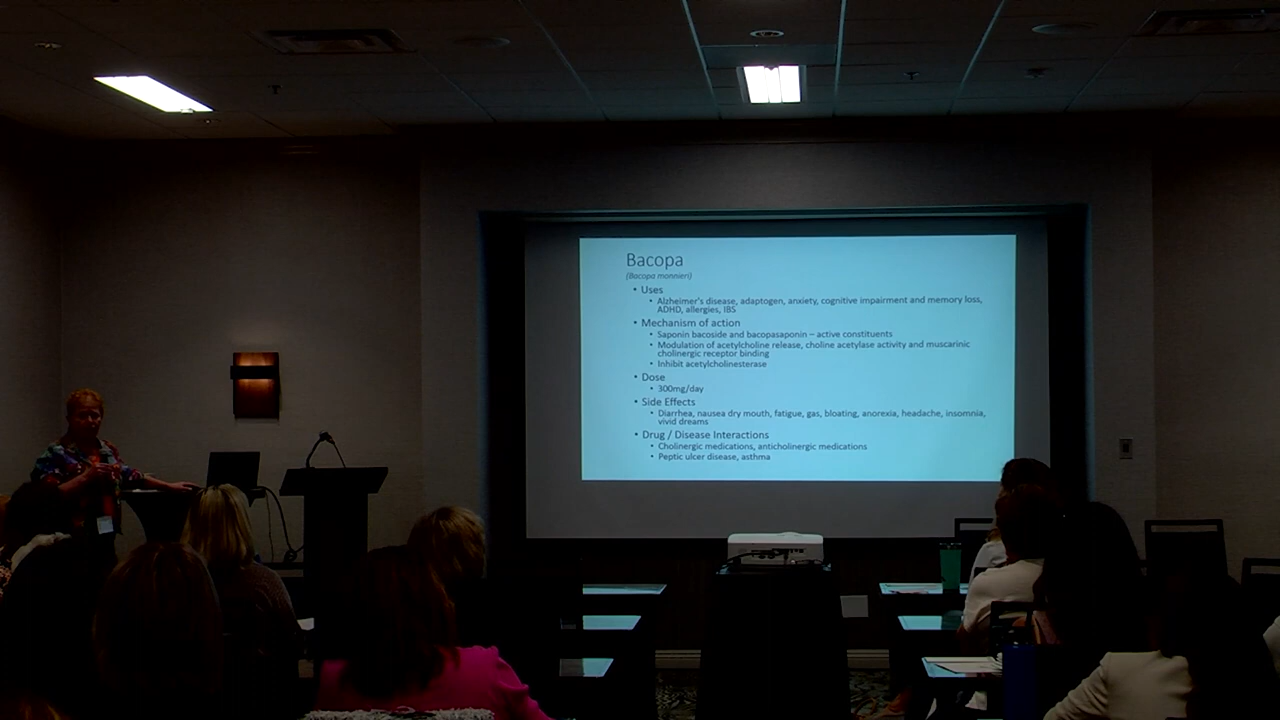 Bacopa
(Bacopa monnieri)
• Uses
• Alzheimer's disease, adaptogen, anxiety, cognitive impairment and memory loss,
ADHD, allergies, IBS
• Mechanism of action
• Saponin bacoside and bacopasaponin – active constituents
• Modulation of acetylcholine release, choline acetylase activity and muscarinic
cholinergic receptor binding
• Inhibit acetylcholinesterase
• Dose
• 300mg/day
• Side Effects
• Diarrhea, nausea dry mouth, fatigue, gas, bloating, anorexia, headache, insomnia,
vivid dreams
• Drug / Disease Interactions
• Cholinergic medications, anticholinergic medications
• Peptic ulcer disease, asthma